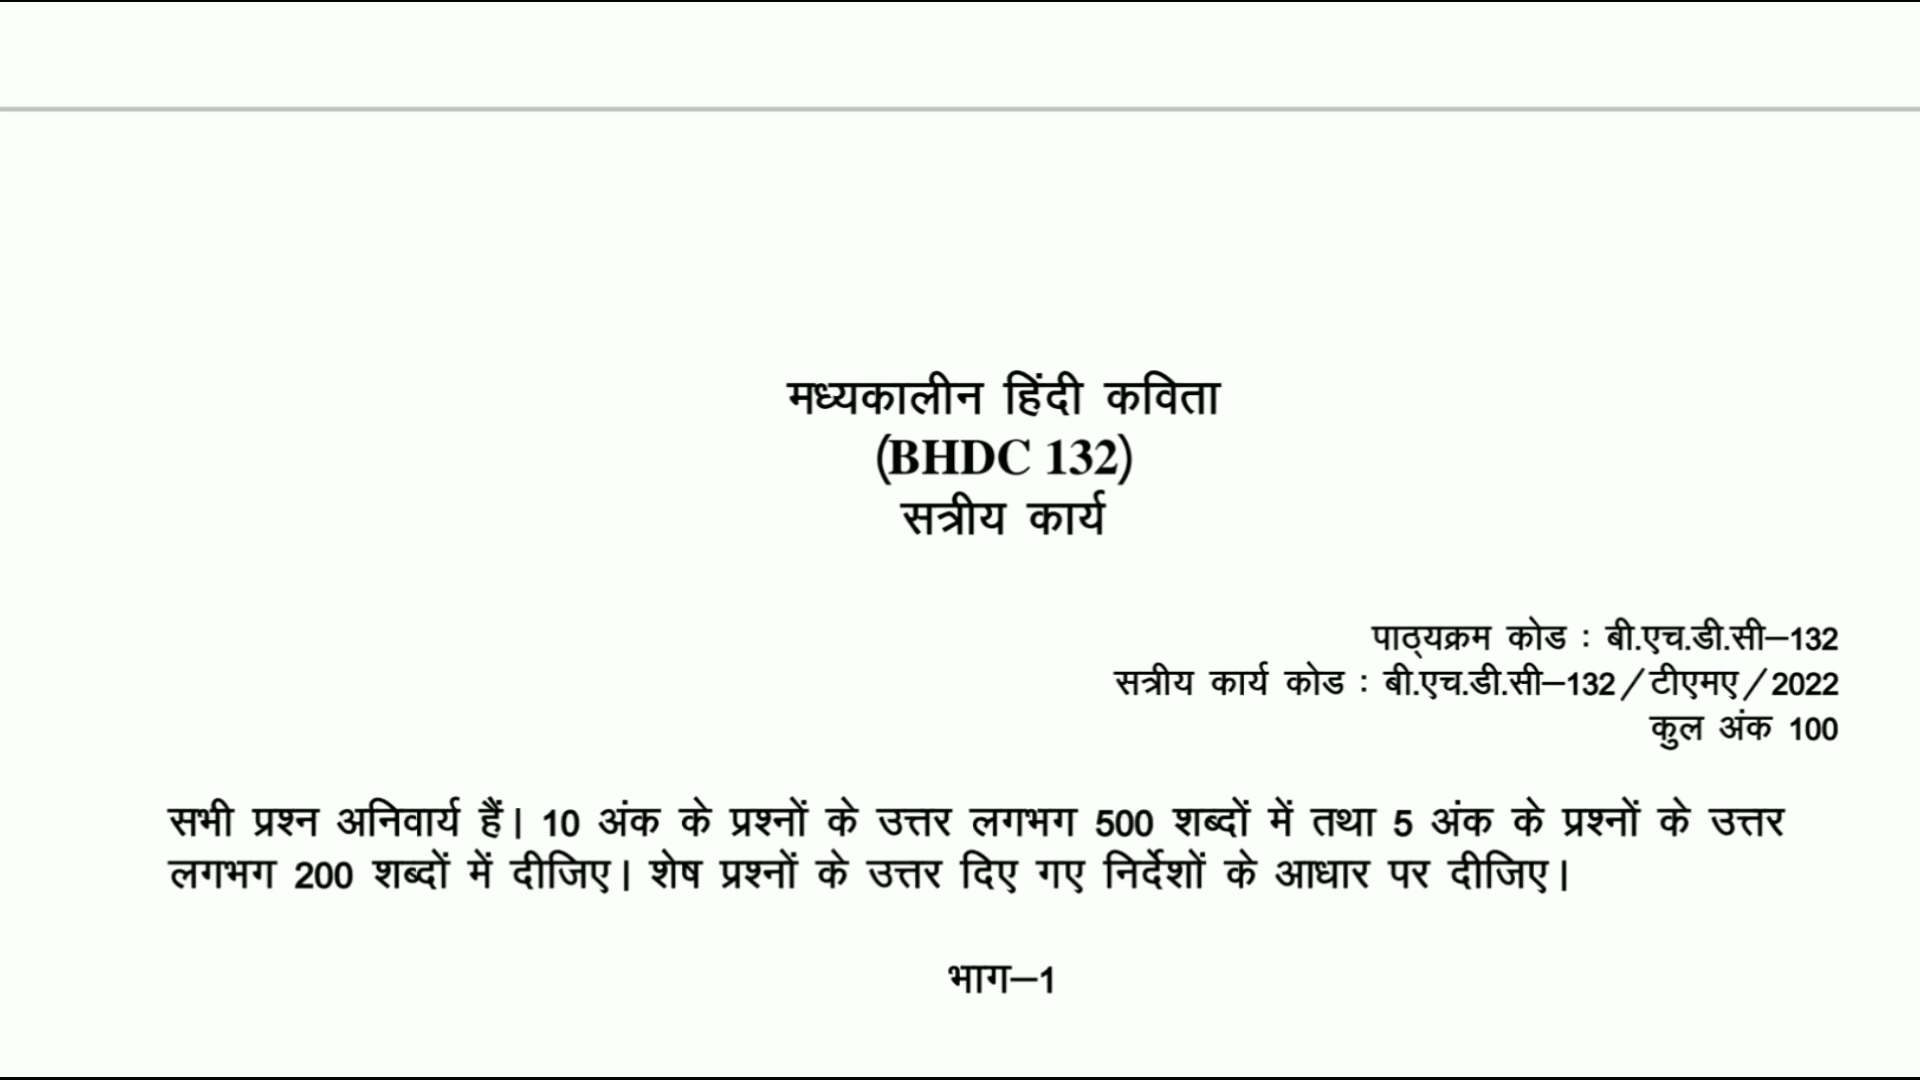 मध्यकालीन हिंदी कविता
(BHDC 132)
सत्रीय कार्य
पाठ्यक्रम कोड : बी.एच.डी.सी–132
सत्रीय कार्य कोड : बी.एच.डी.सी–132/टीएमए/2022
कुल अंक 100
सभी प्रश्न अनिवार्य हैं। 10 अंक के प्रश्नों के उत्तर लगभग 500 शब्दों में तथा 5 अंक के प्रश्नों के उत्तर
लगभग 200 शब्दों में दीजिए। शेष प्रश्नों के उत्तर दिए गए निर्देशों के आधार पर दीजिए।
भाग–1